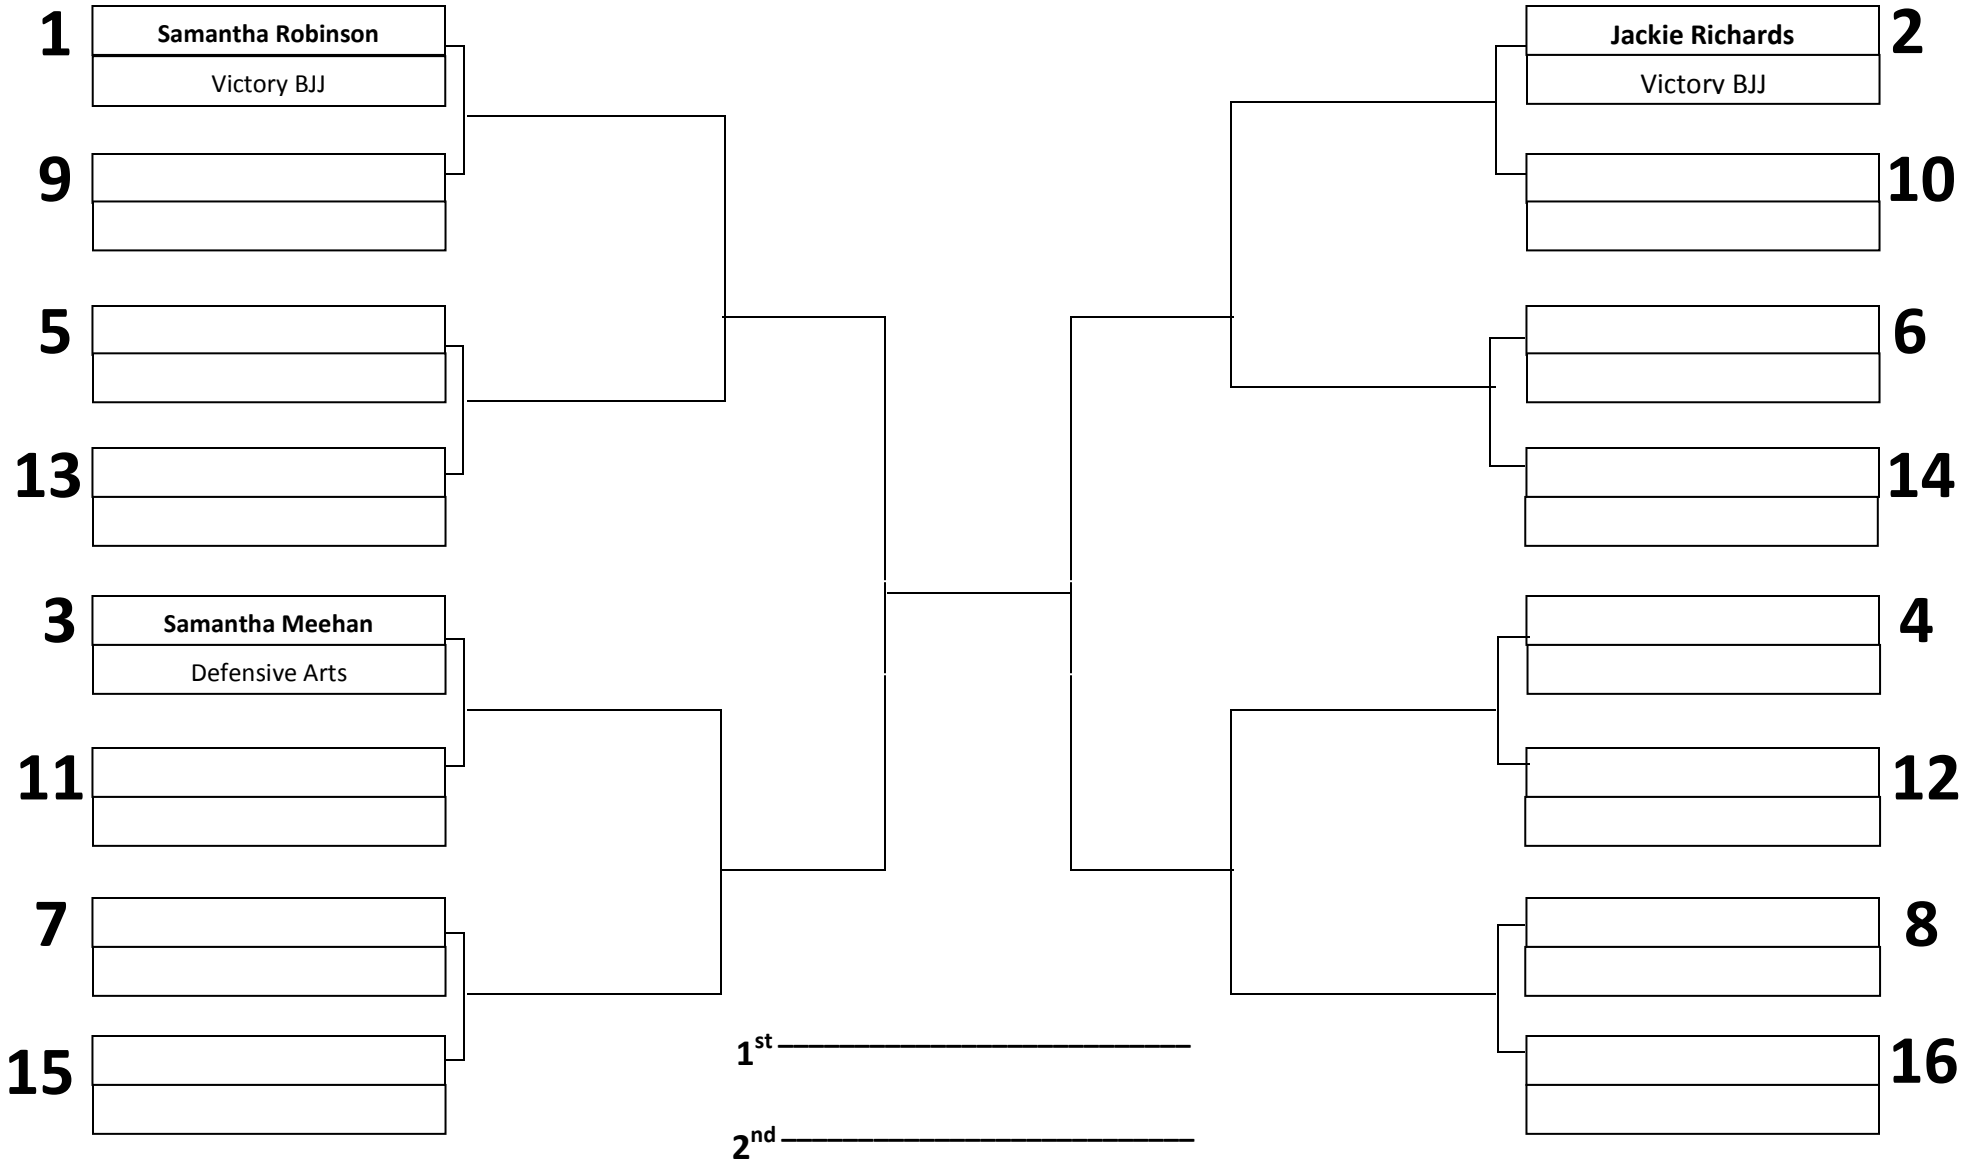 1
Samantha Robinson
Victory BJJ
9
5
13
3
Samantha Meehan
Defensive Arts
11
7
15
2
Jackie Richards
Victory BJJ
10
6
14
4
12
8
16
1st
2nd